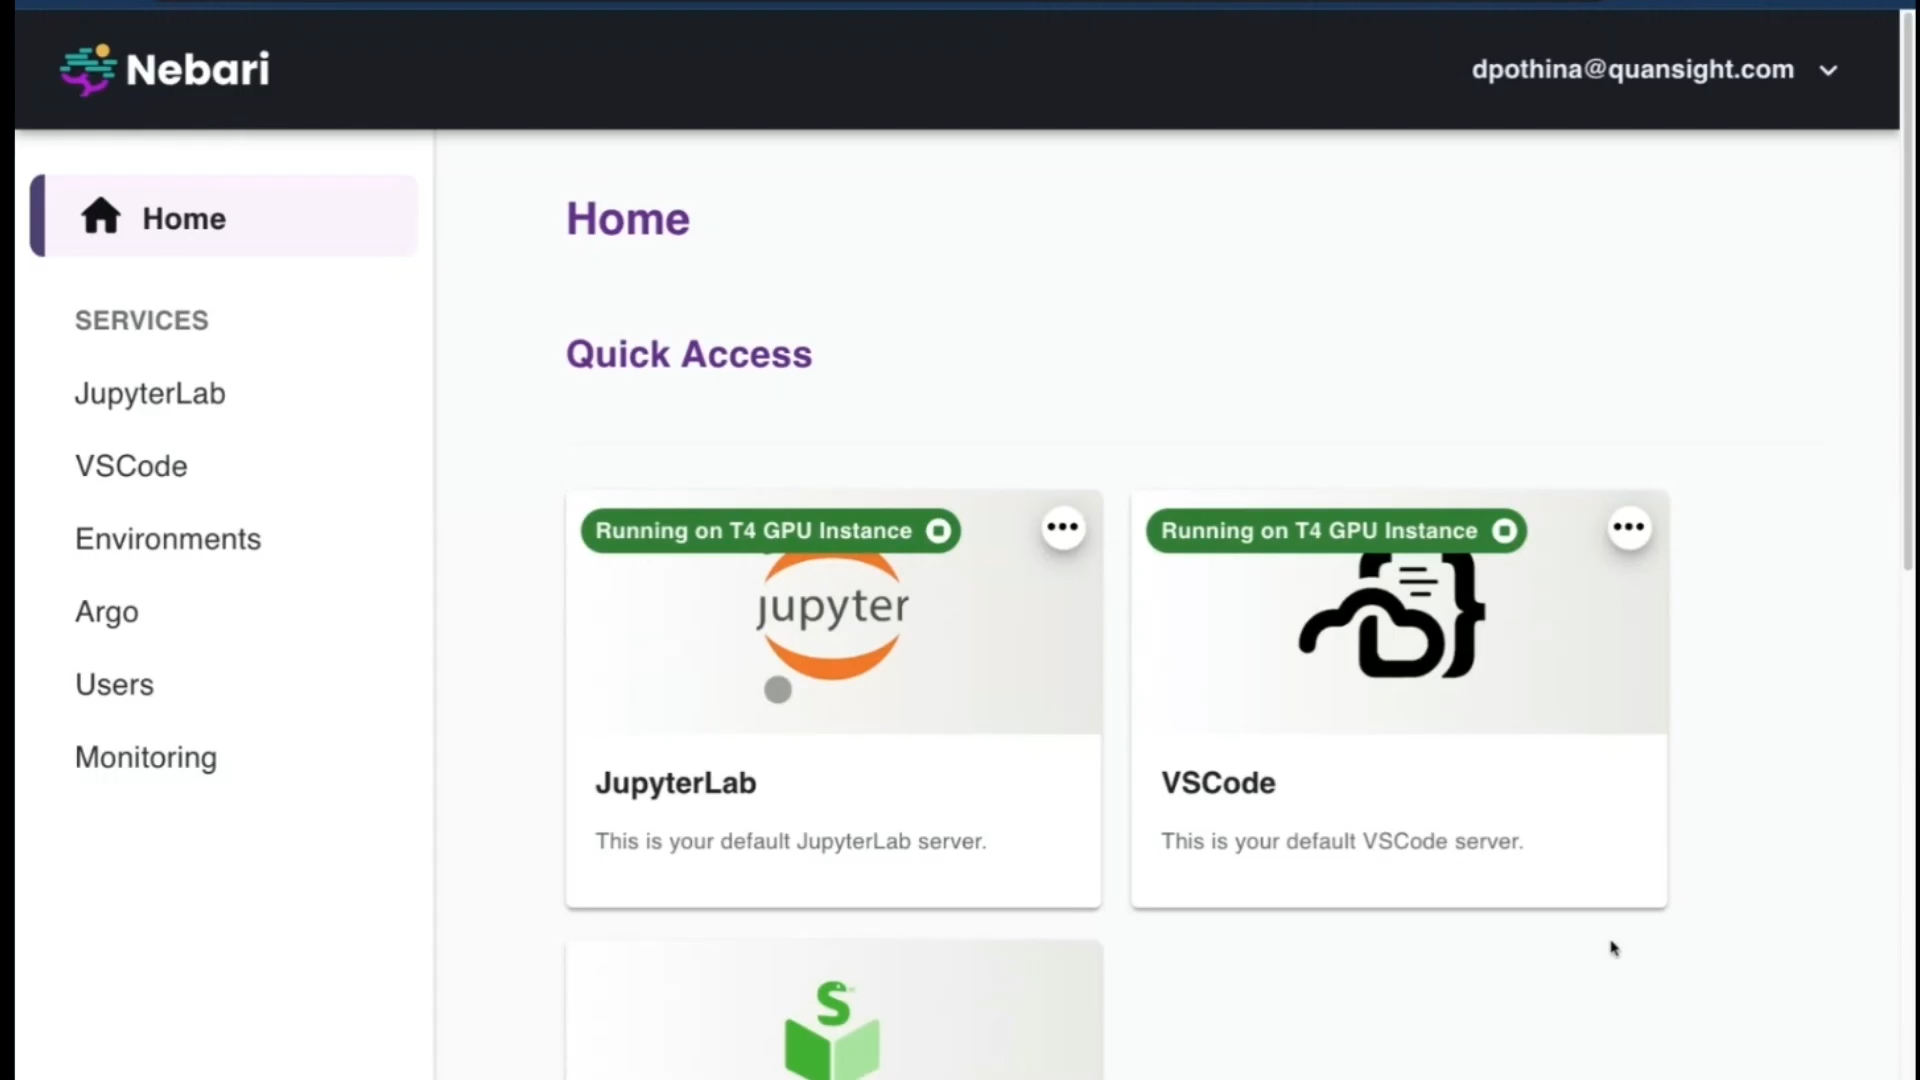 Nebari
dpothina@quansight.com
Home
SERVICES
JupyterLab
VSCode
Environments
Argo
Users
Monitoring
Home
Quick Access
Running on T4 GPU Instance
jupyter
JupyterLab
This is your default JupyterLab server.
Running on T4 GPU Instance
VSCode
This is your default VSCode server.